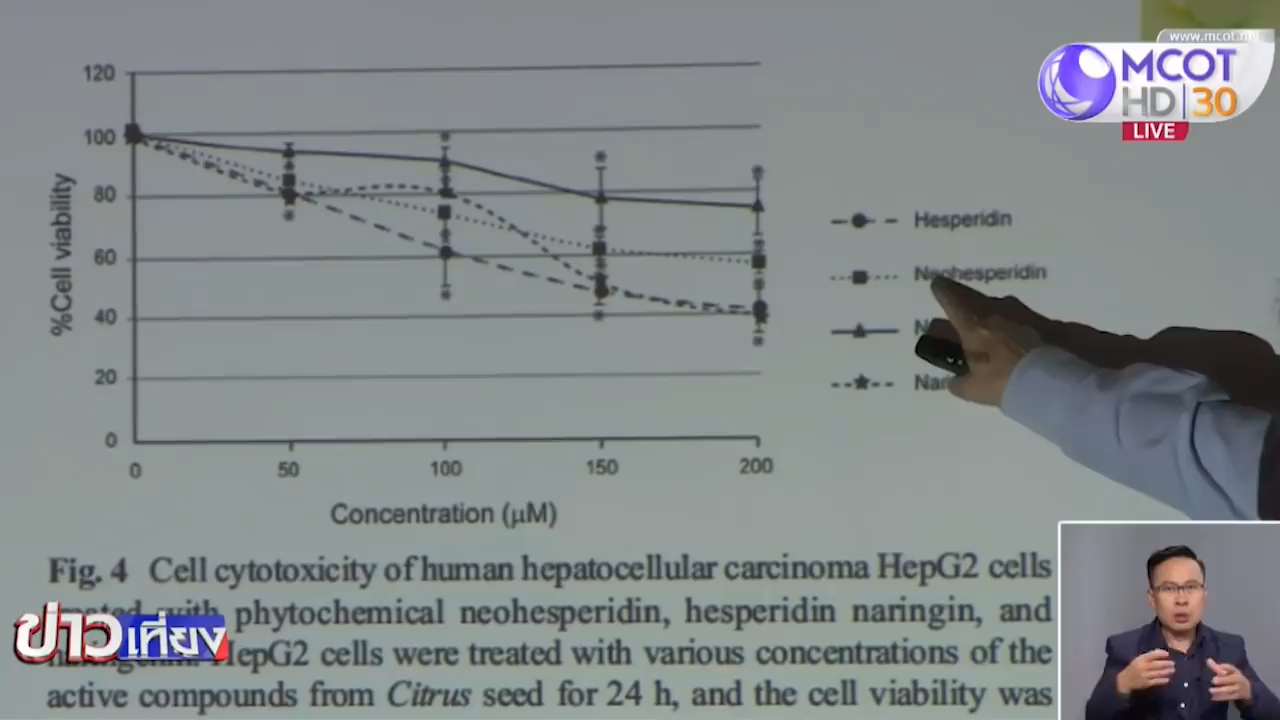 www.mcot.n
MCOT
HD 30
LIVE
120
100
80
60
40
20
0
%Cell viability
0 50 100 150 200
Concentration (µM)
Hesperidin
Neohesperidin
N
Nar
Fig. 4 Cell cytotoxicity of human hepatocellular carcinoma HepG2 cells
with phytochemical neohesperidin, hesperidin naringin, and
HepG2 cells were treated with various concentrations of the
active compounds from Citrus seed for 24 h, and the cell viability was
ข่าวเที่ยง